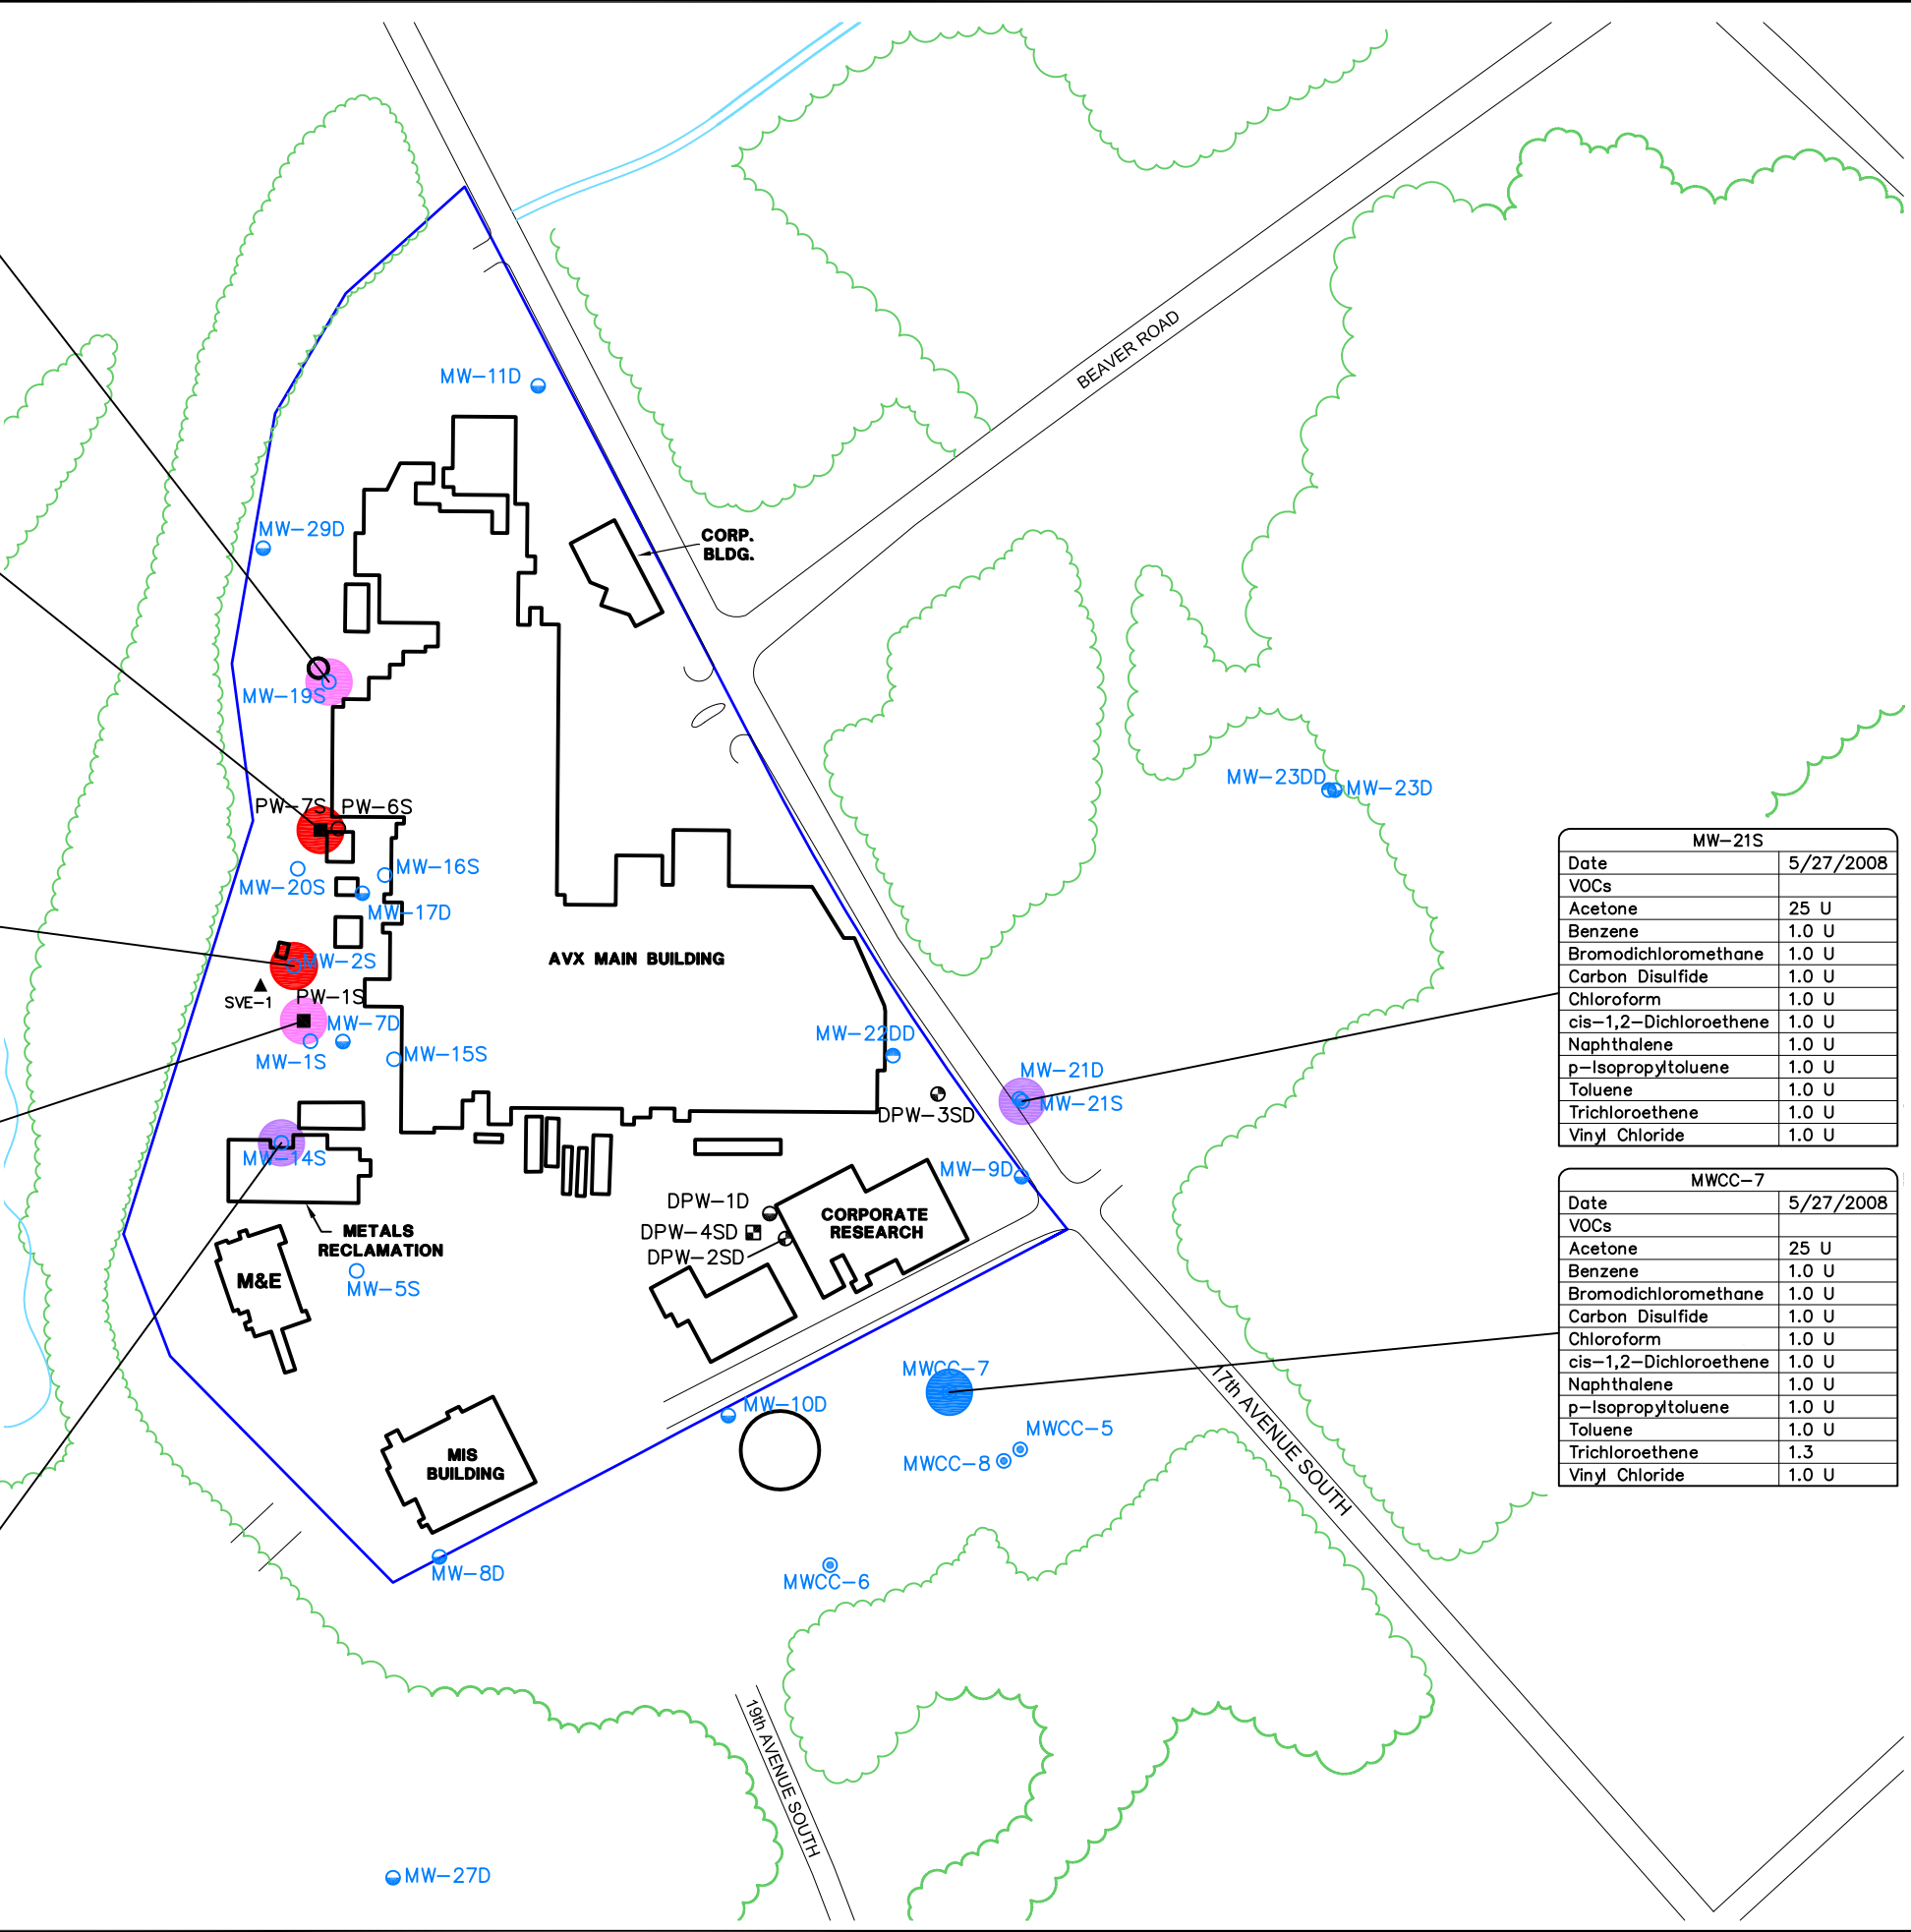 BEAVER ROAD
MW-11D
MW-29D
CORP.
BLDG.
MW-19S
MW-23DD
MW-23D
PW-7S
PW-6S
MW-16S
MW-20S
MW-17D
MW-2S
AVX MAIN BUILDING
SVE-1
PW-1S
MW-7D
MW-1S
MW-15S
MW-22DD
MW-21D
MW-21S
DPW-3SD
MW-14S
MW-9D
DPW-1D
DPW-4SD
DPW-2SD
CORPORATE
RESEARCH
METALS
RECLAMATION
M&E
MW-5S
MWCC-7
MW-10D
MWCC-5
MWCC-8
17th AVENUE SOUTH
MIS
BUILDING
MW-8D
MWCC-6
19th AVENUE SOUTH
MW-27D
MW-21S
Date 5/27/2008
VOCs
Acetone 25 U
Benzene 1.0 U
Bromodichloromethane 1.0 U
Carbon Disulfide 1.0 U
Chloroform 1.0 U
cis-1,2-Dichloroethene 1.0 U
Naphthalene 1.0 U
p-Isopropyltoluene 1.0 U
Toluene 1.0 U
Trichloroethene 1.0 U
Vinyl Chloride 1.0 U
MWCC-7
Date 5/27/2008
VOCs
Acetone 25 U
Benzene 1.0 U
Bromodichloromethane 1.0 U
Carbon Disulfide 1.0 U
Chloroform 1.0 U
cis-1,2-Dichloroethene 1.0 U
Naphthalene 1.0 U
p-Isopropyltoluene 1.0 U
Toluene 1.0 U
Trichloroethene 1.3
Vinyl Chloride 1.0 U